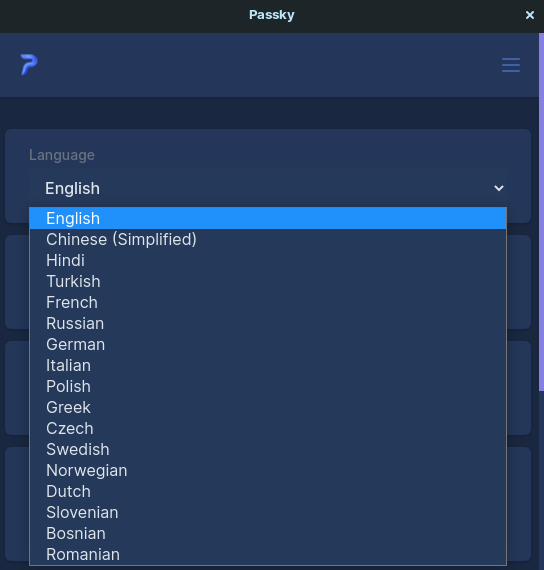 Passky
Language
English
English
Chinese (Simplified)
Hindi
Turkish
French
Russian
German
Italian
Polish
Greek
Czech
Swedish
Norwegian
Dutch
Slovenian
Bosnian
Romanian